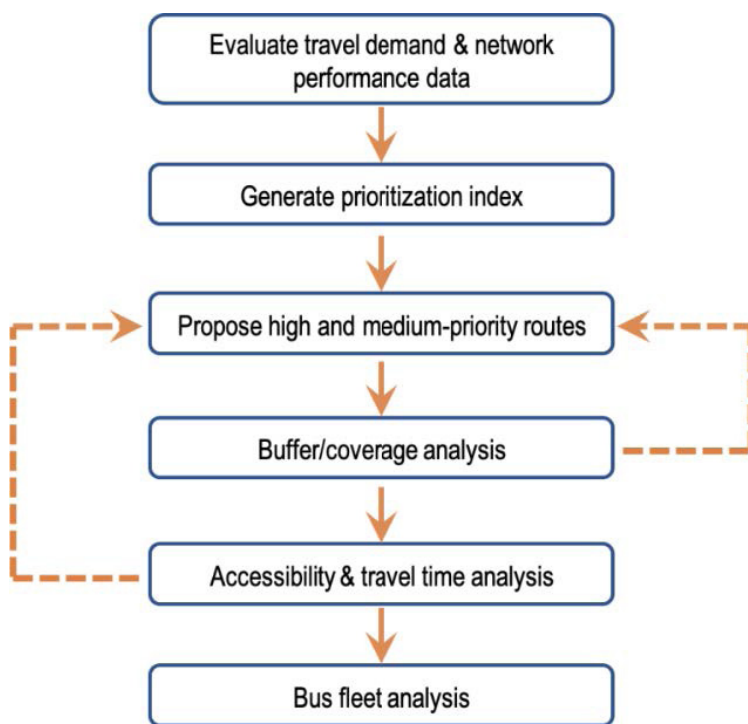 Evaluate travel demand & network
performance data
Generate prioritization index
Propose high and medium-priority routes
Buffer/coverage analysis
Accessibility & travel time analysis
Bus fleet analysis